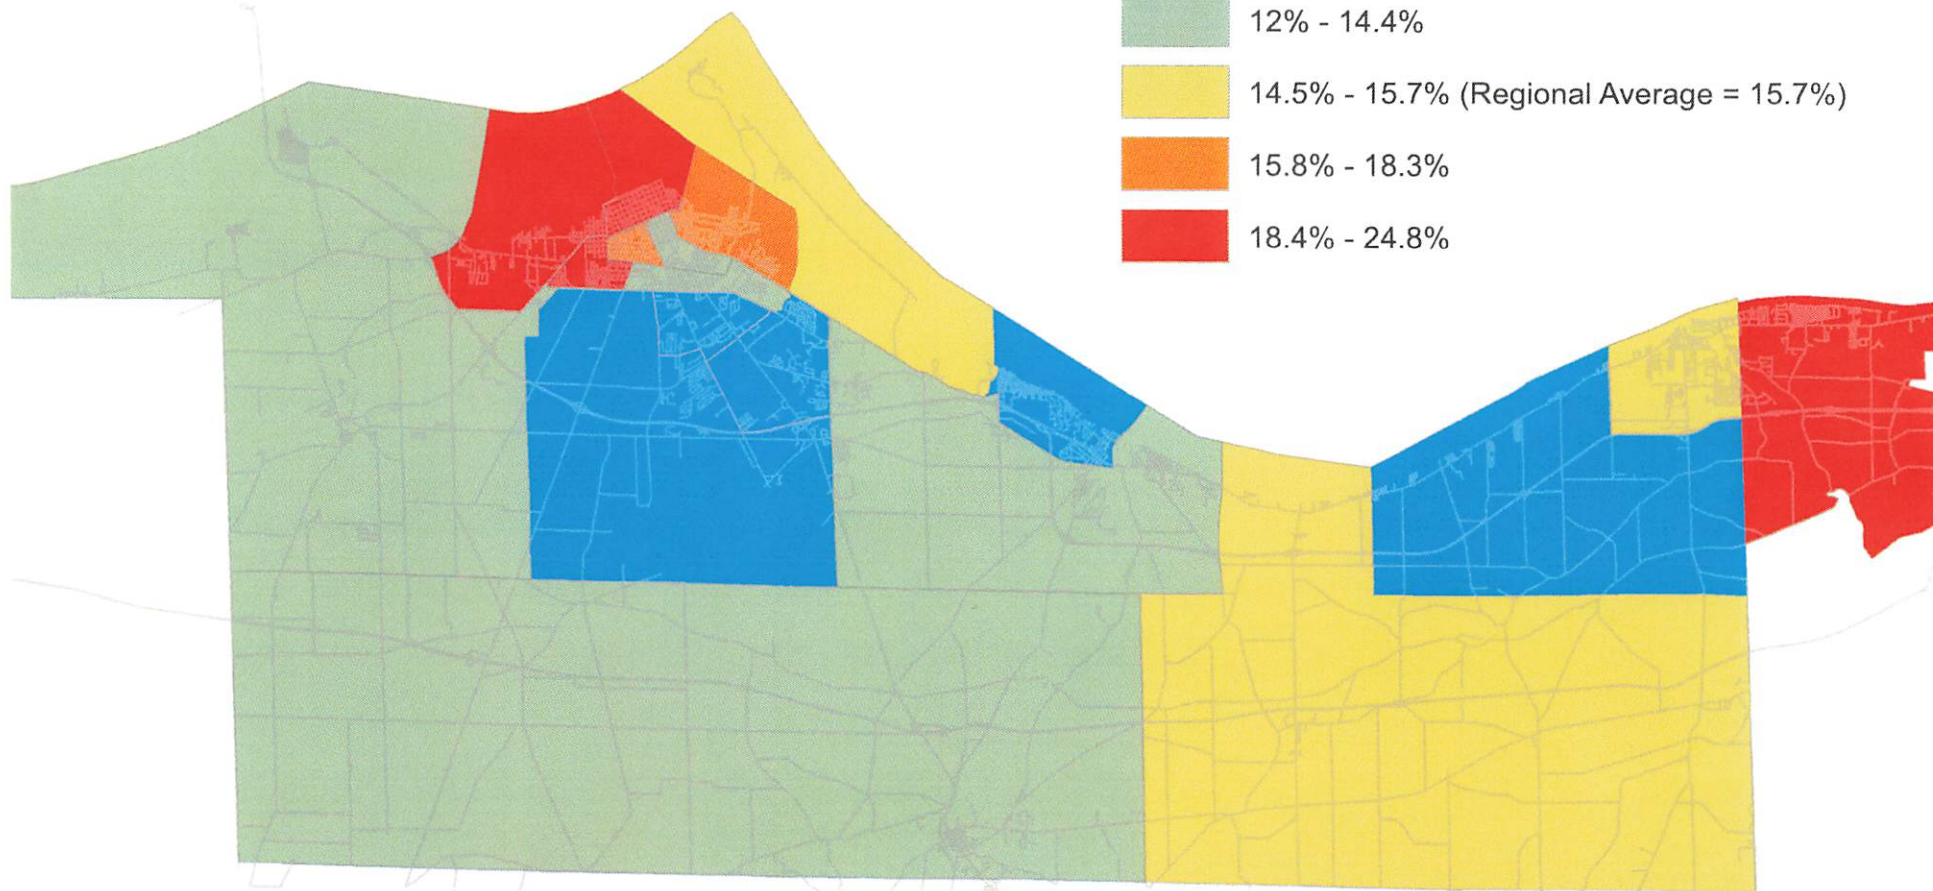 12% - 14.4%
14.5% - 15.7% (Regional Average = 15.7%)
15.8% - 18.3%
18.4% - 24.8%